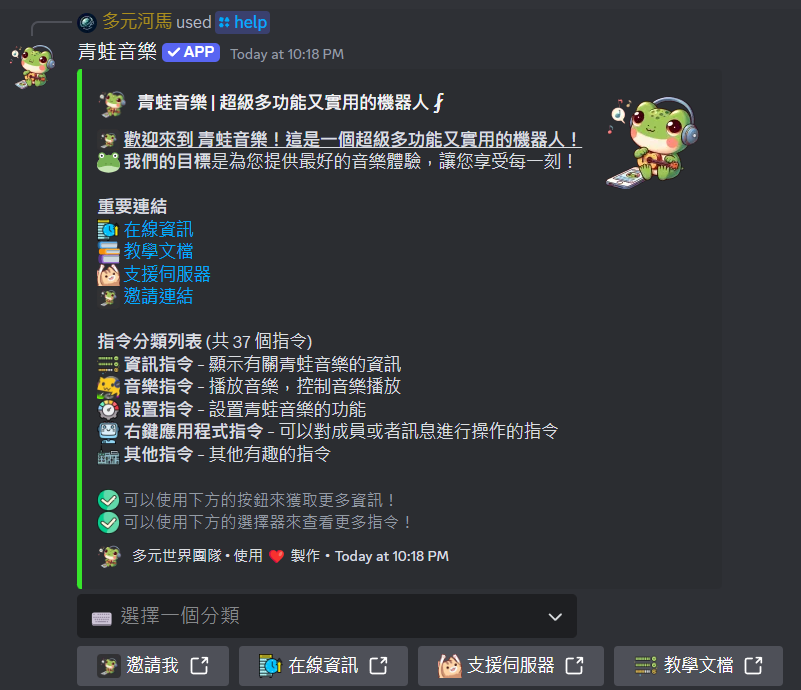 多元河馬 used help
青蛙音樂 APP Today at 10:18 PM
青蛙音樂 | 超級多功能又實用的機器人 ⨍
歡迎來到 青蛙音樂！這是一個超級多功能又實用的機器人！
我們的目標是為您提供最好的音樂體驗，讓您享受每一刻！
重要連結
在線資訊
教學文檔
支援伺服器
邀請連結
指令分類列表 (共 37 個指令)
資訊指令 - 顯示有關青蛙音樂的資訊
音樂指令 - 播放音樂，控制音樂播放
設置指令 - 設置青蛙音樂的功能
右鍵應用程式指令 - 可以對成員或者訊息進行操作的指令
其他指令 - 其他有趣的指令
可以使用下方的按鈕來獲取更多資訊！
可以使用下方的選擇器來查看更多指令！
多元世界團隊 • 使用 ❤️ 製作 • Today at 10:18 PM
選擇一個分類
邀請我 在線資訊 支援伺服器 教學文檔